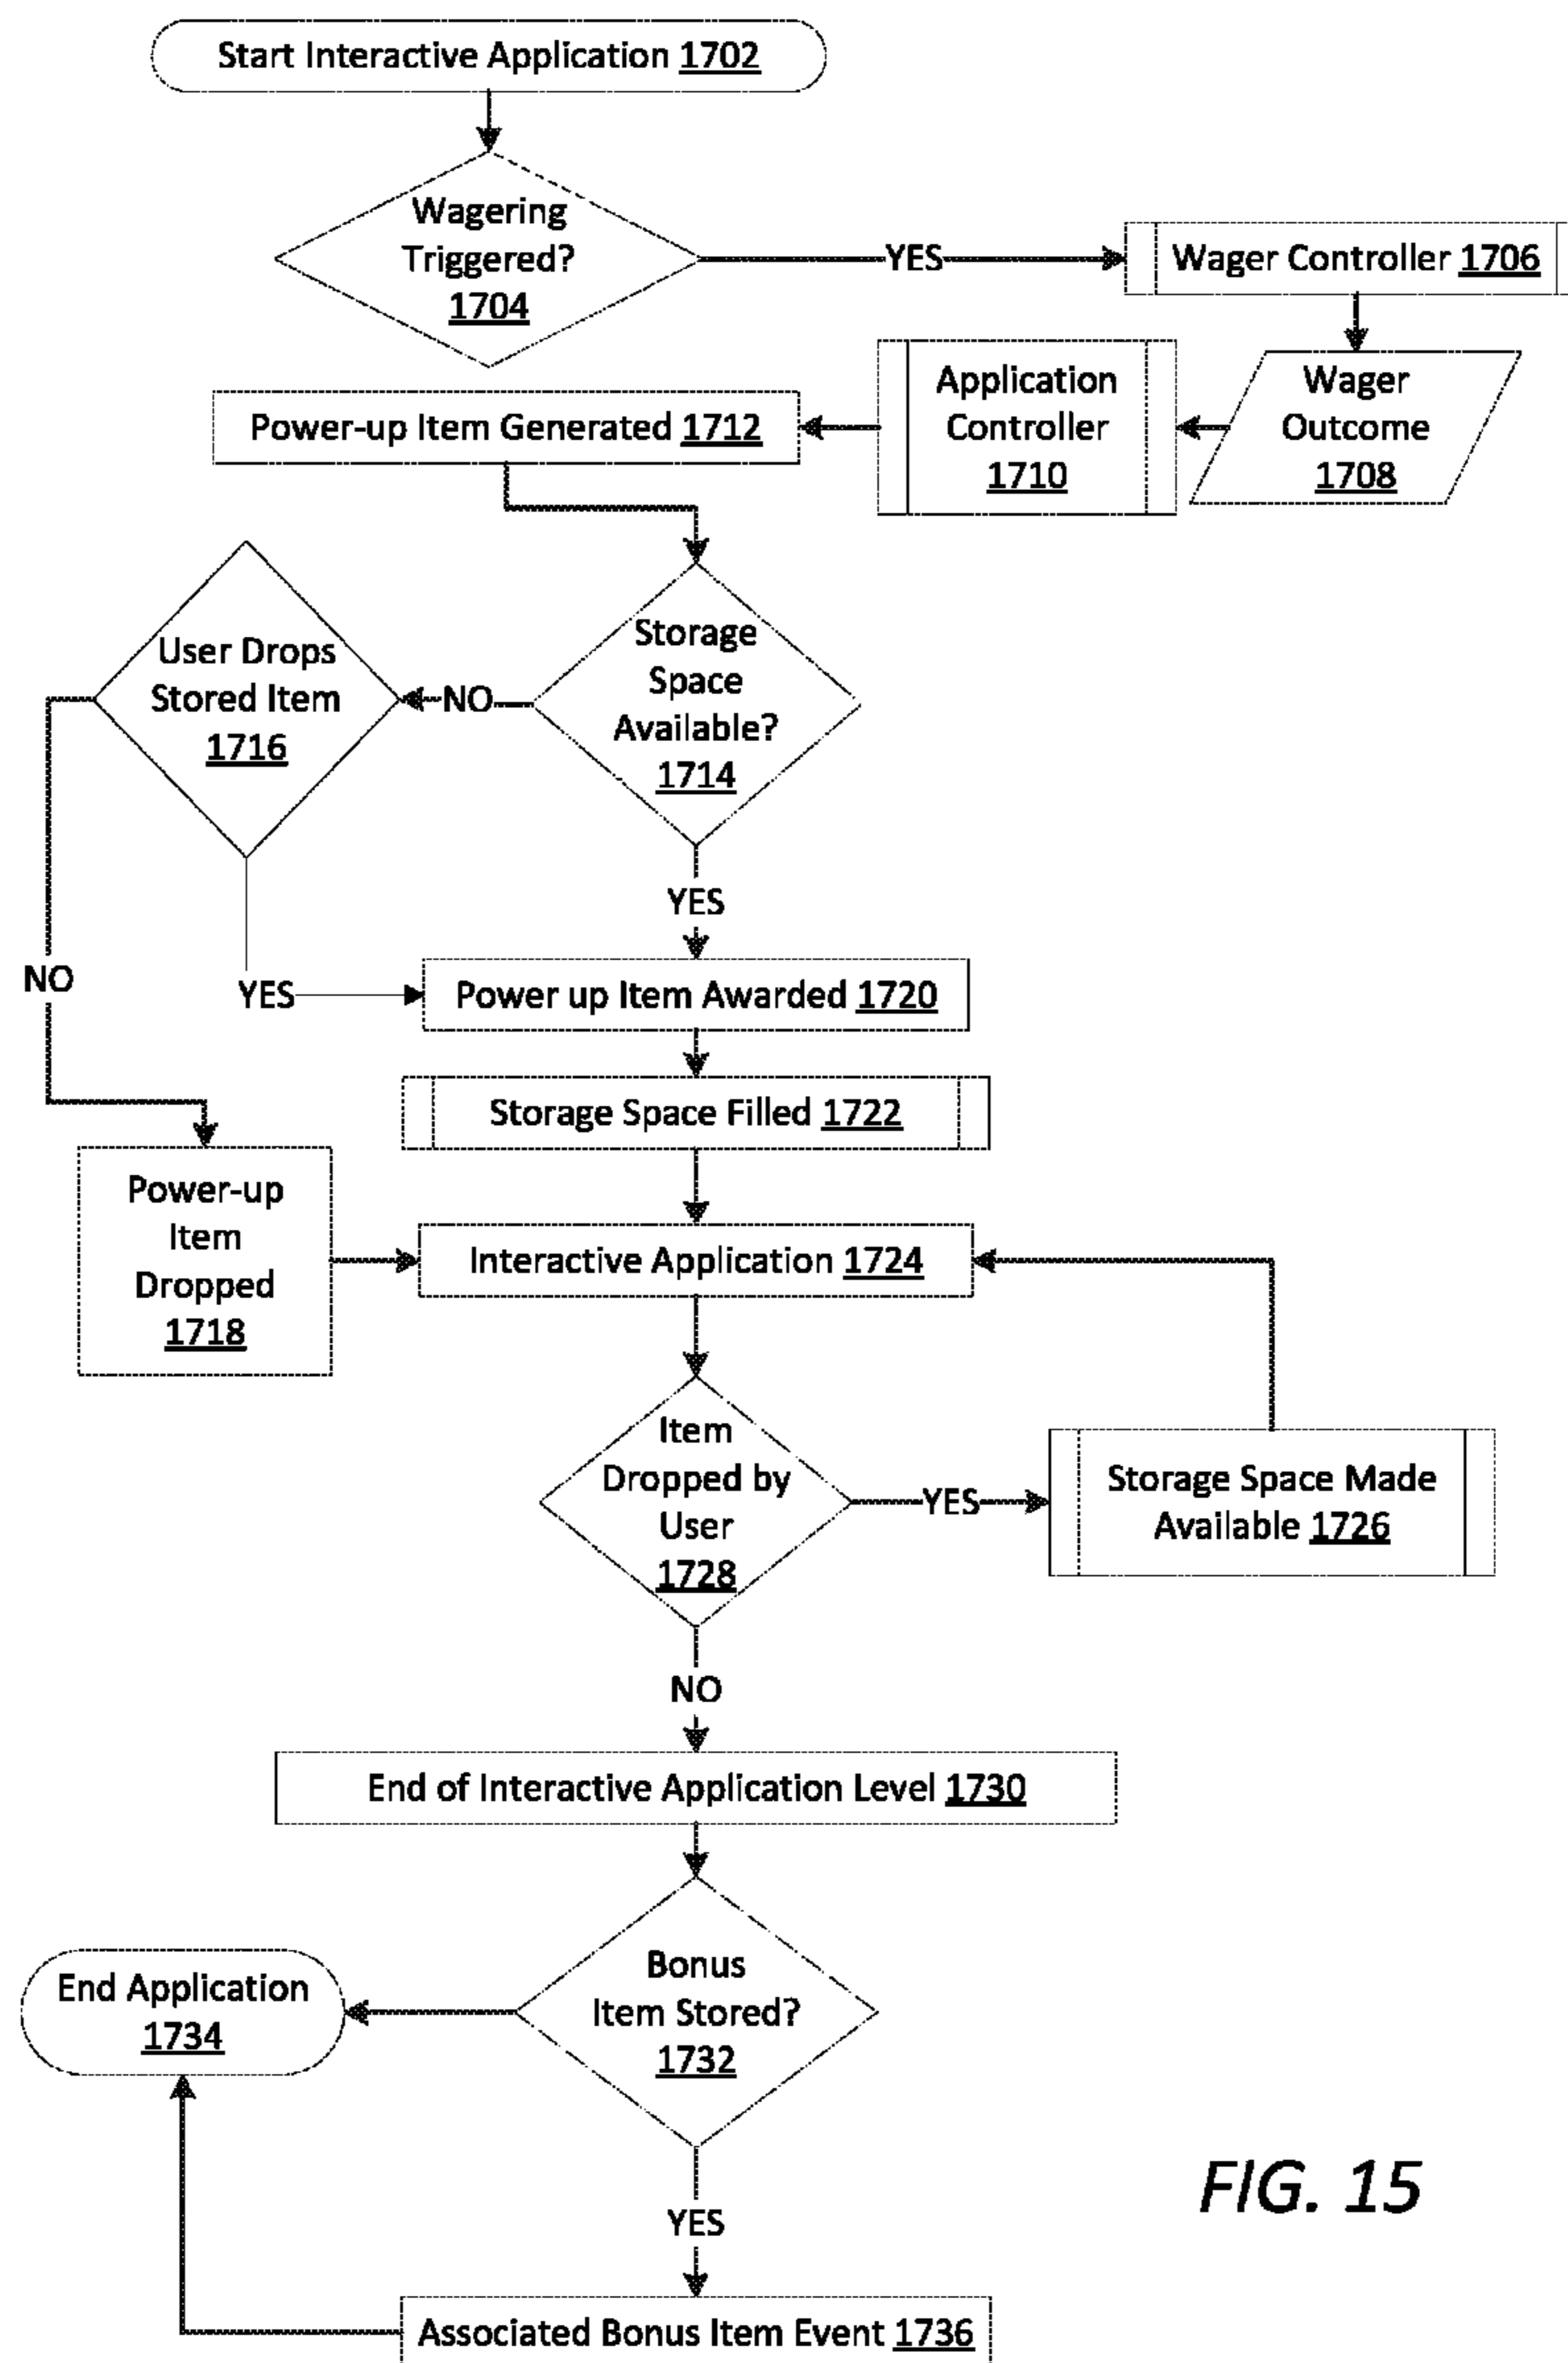 Start Interactive Application 1702
Wagering
Triggered?
1704
YES
Wager Controller 1706
Wager
Outcome
1708
Application
Controller
1710
Power-up Item Generated 1712
Storage
Space
Available?
1714
NO
User Drops
Stored Item
1716
YES
NO
YES
Power up Item Awarded 1720
Storage Space Filled 1722
Power-up
Item
Dropped
1718
Interactive Application 1724
Item
Dropped by
User
1728
YES
Storage Space Made
Available 1726
NO
End of Interactive Application Level 1730
Bonus
Item Stored?
1732
End Application
1734
YES
Associated Bonus Item Event 1736
FIG. 15